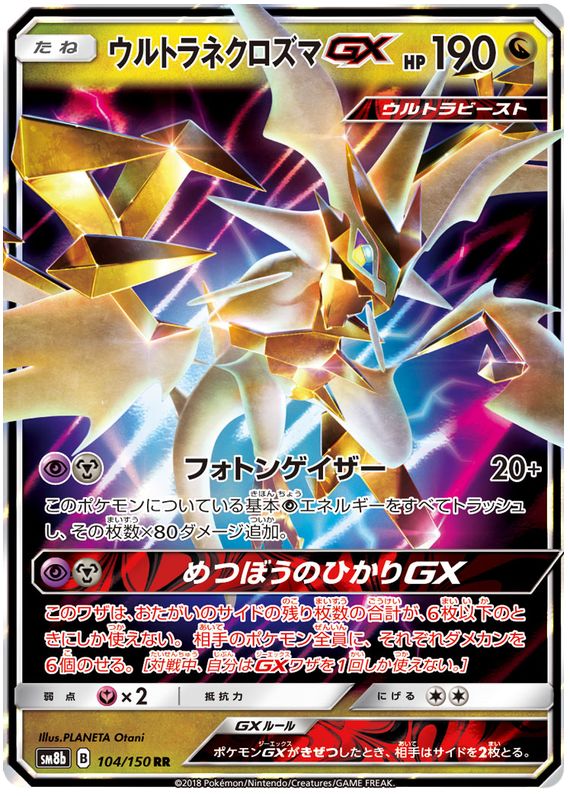 たね ウルトラネクロズマGX HP 190
ウルトラビースト
フォトンゲイザー 20+
このポケモンについている基本エネルギーをすべてトラッシュ
し、その枚数×80ダメージ追加。
めつぼうのひかりGX
このワザは、おたがいのサイドの残り枚数の合計が、6枚以下のと
きにしか使えない。相手のポケモン全員に、それぞれダメカンを
6個のせる。[対戦中、自分はGXワザを1回しか使えない。]
弱点 ×2 抵抗力 にげる
Illus.PLANETA Otani
GXルール
ポケモンGXがきぜつしたとき、相手はサイドを2枚とる。
SM8b B 104/150 RR
©2018 Pokémon/Nintendo/Creatures/GAME FREAK.